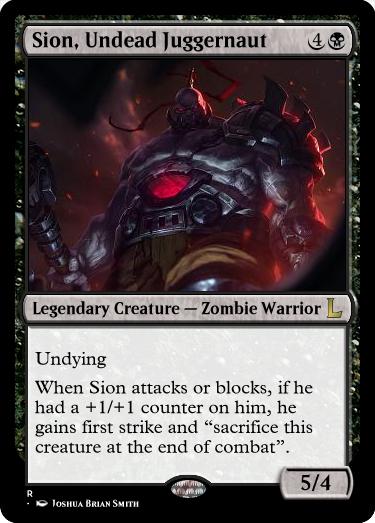 Sion, Undead Juggernaut 4
Legendary Creature — Zombie Warrior L
Undying
When Sion attacks or blocks, if he
had a +1/+1 counter on him, he
gains first strike and “sacrifice this
creature at the end of combat”.
5/4
R
Joshua Brian Smith